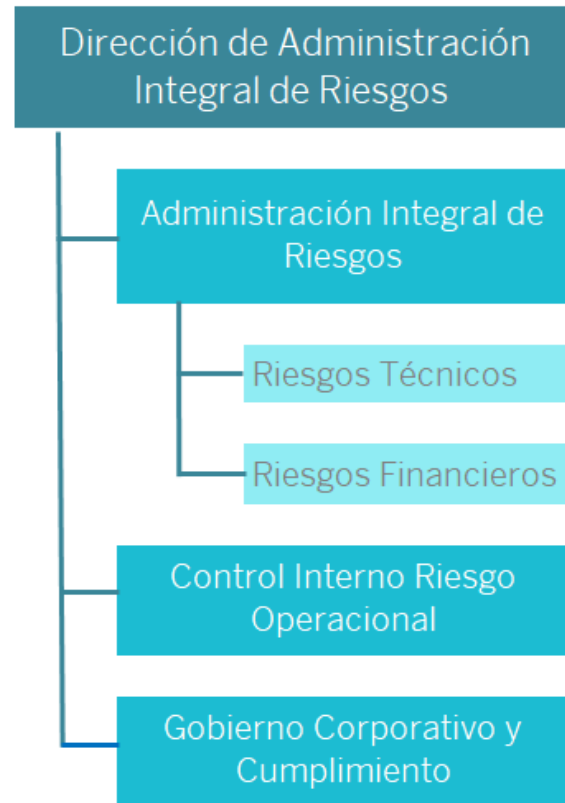 Dirección de Administración
Integral de Riesgos
Administración Integral de
Riesgos
Riesgos Técnicos
Riesgos Financieros
Control Interno Riesgo
Operacional
Gobierno Corporativo y
Cumplimiento